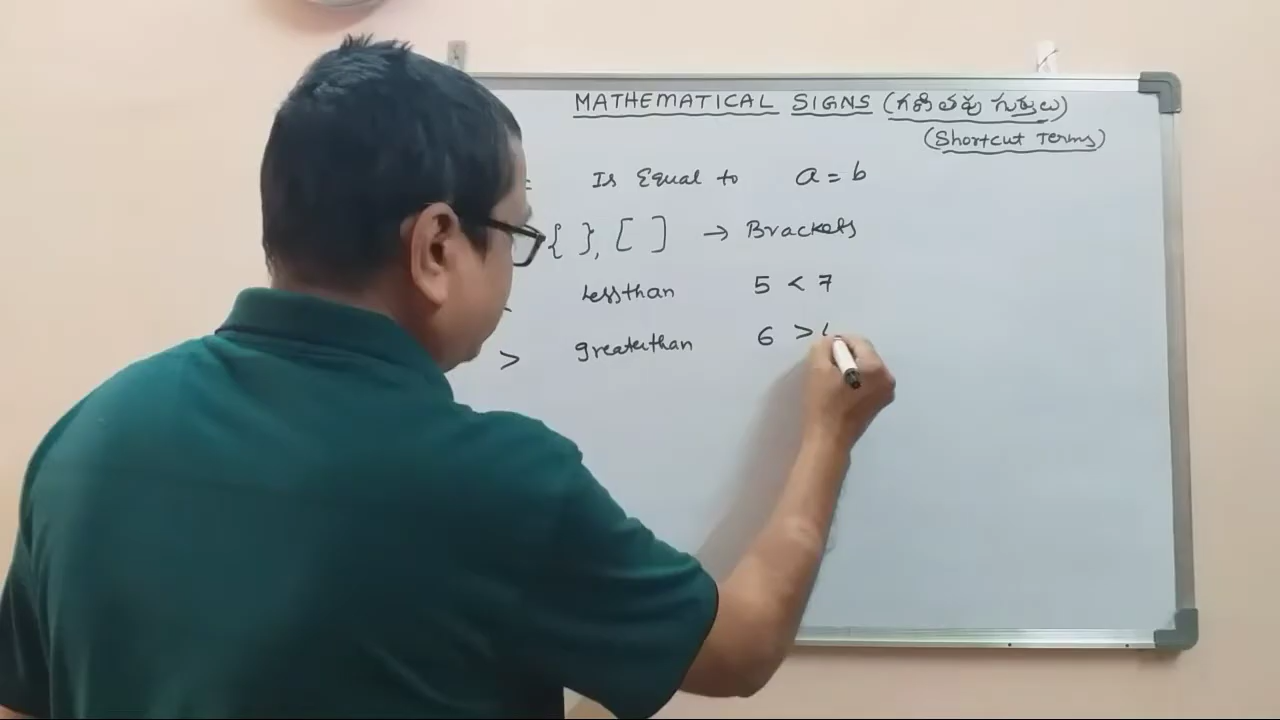 MATHEMATICAL SIGNS (గణితపు గుర్తులు)
(Shortcut Terms)
= Is Equal to a = b
{ }, [ ] → Brackets
Lessthan 5 < 7
> greaterthan 6 >